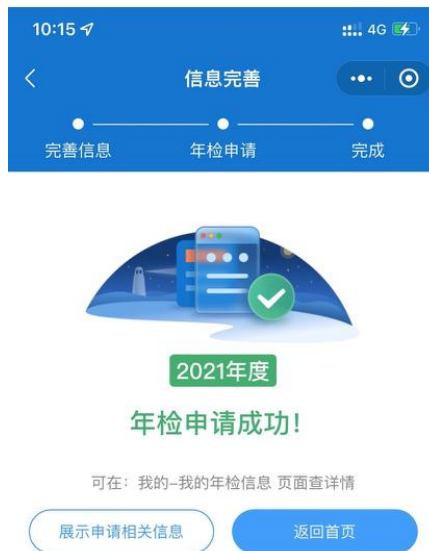 10:15 4G
信息完善
完善信息 年检申请 完成
2021年度
年检申请成功！
可在：我的-我的年检信息 页面查详情
展示申请相关信息 返回首页